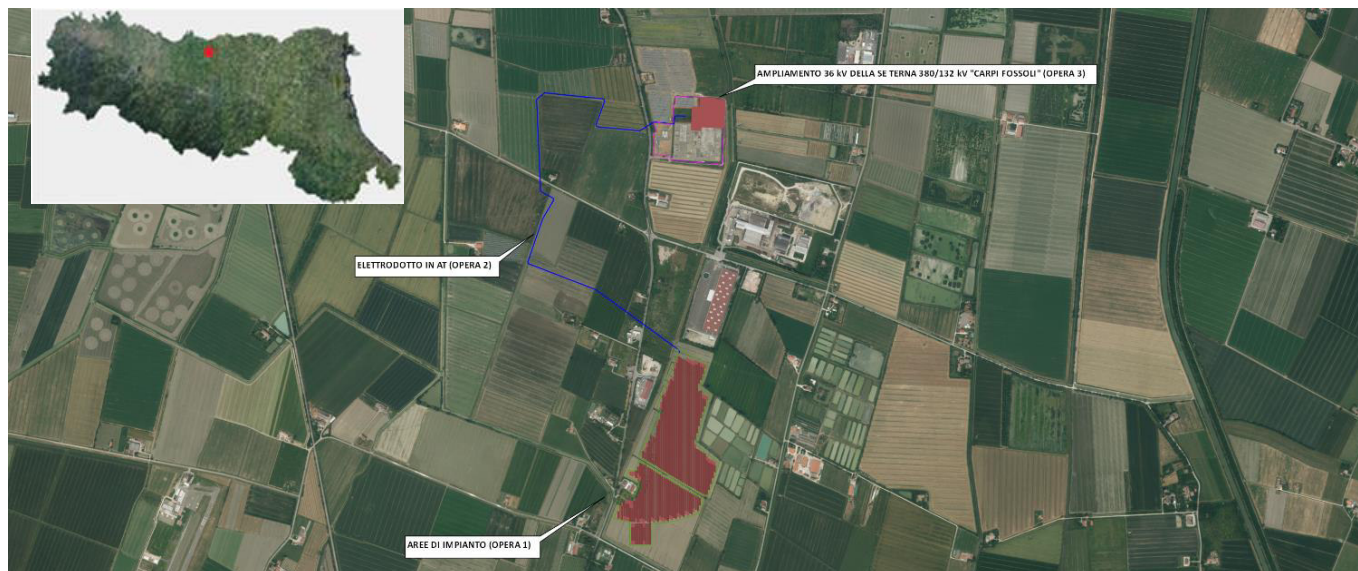 AMPLIAMENTO 36 kV DELLA SE TERNA 380/132 kV "CARPI FOSSOLI" (OPERA 3)
ELETTRODOTTO IN AT (OPERA 2)
AREE DI IMPIANTO (OPERA 1)